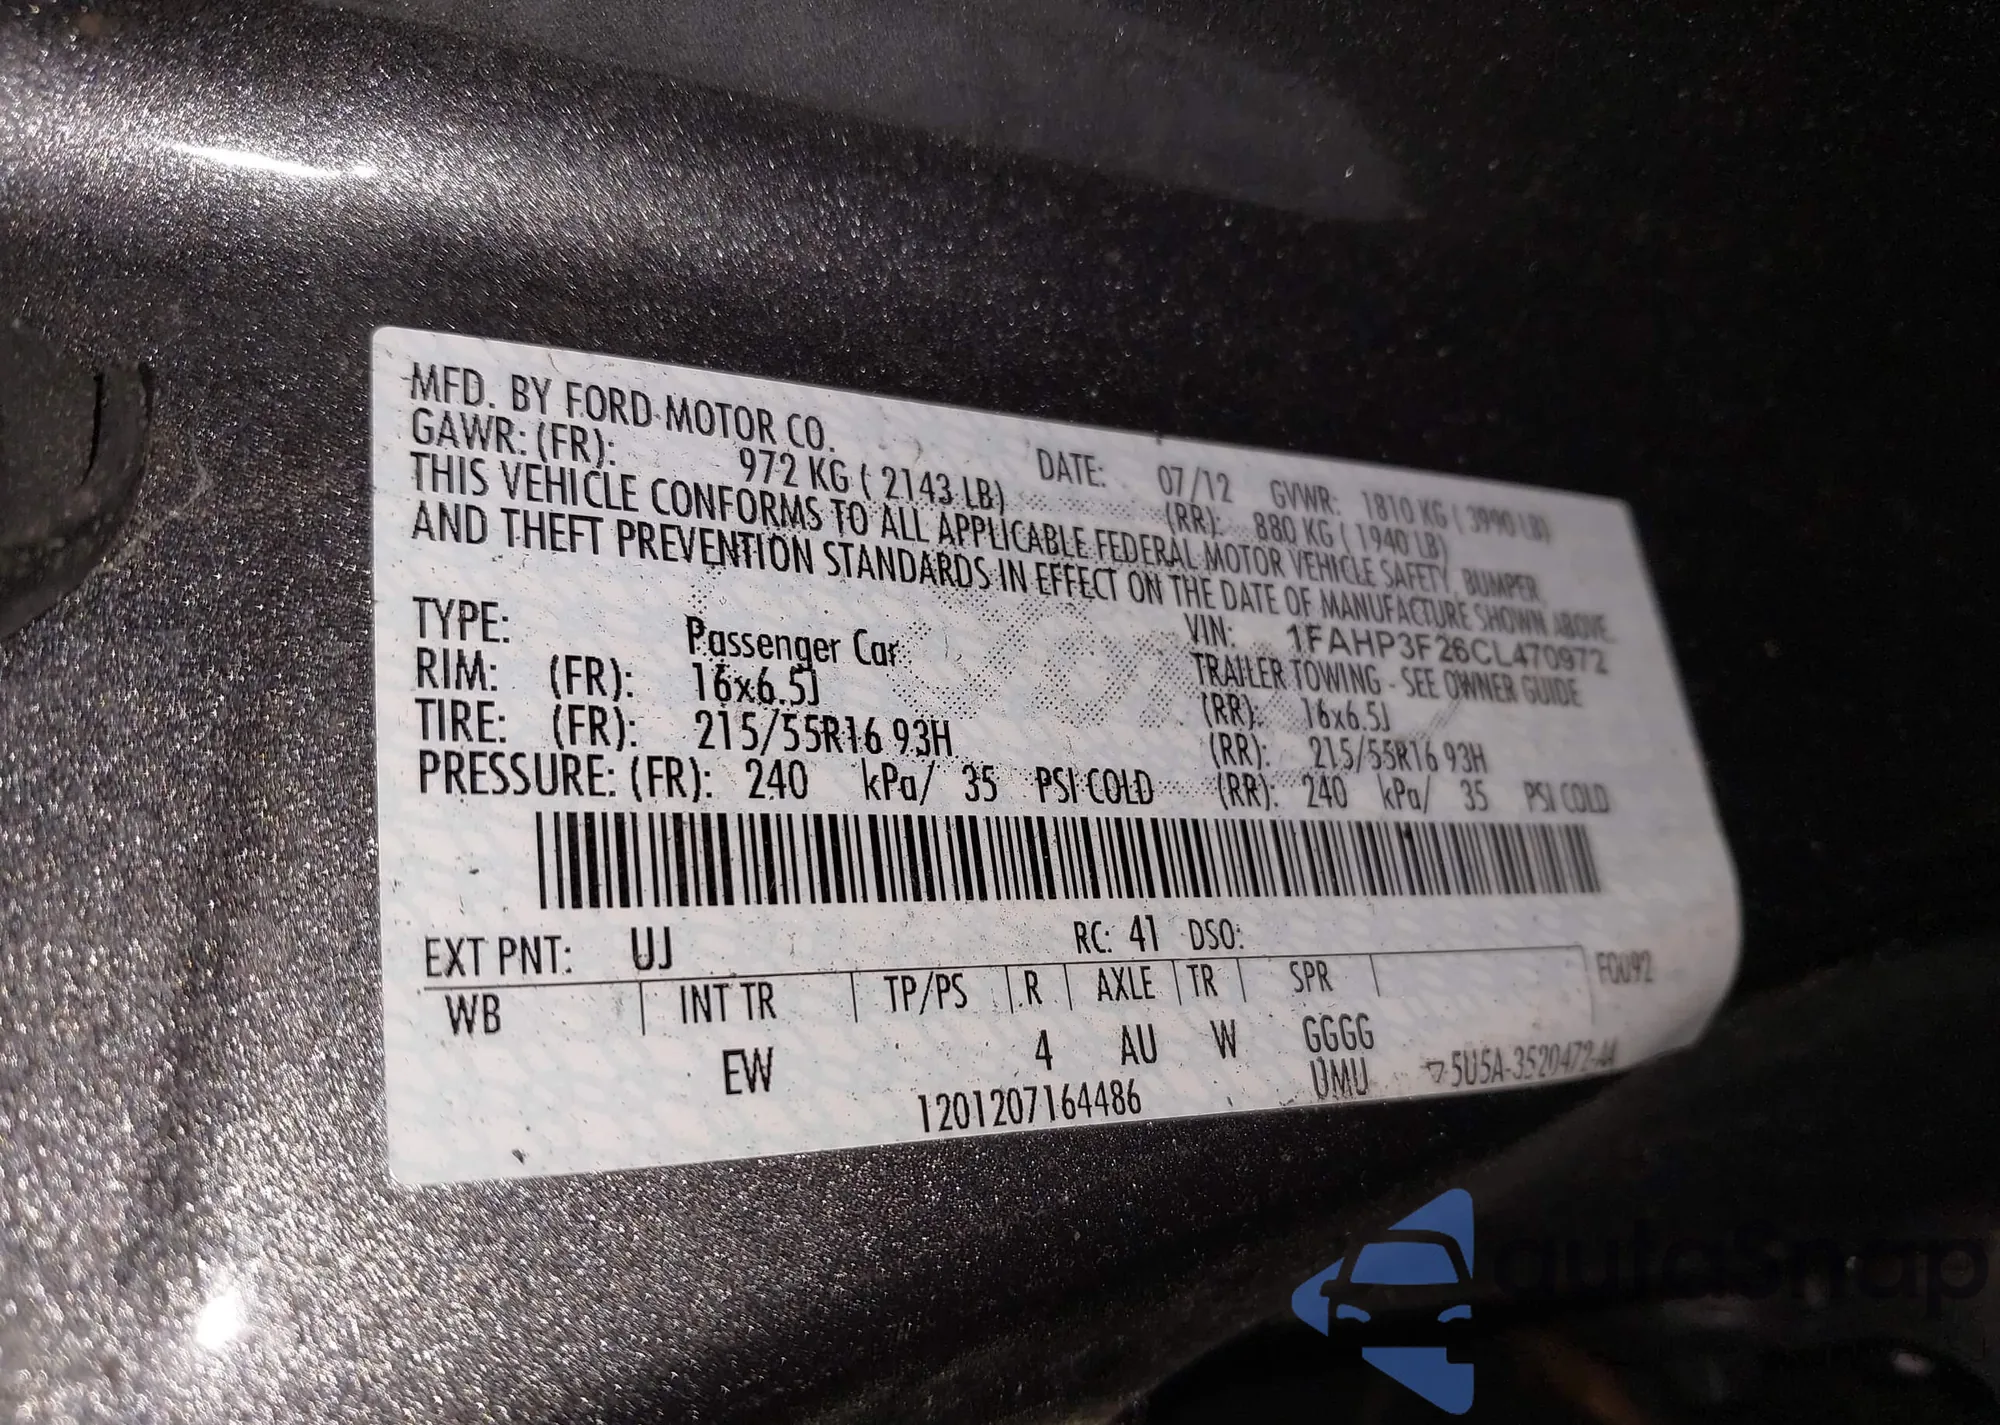 MFD. BY FORD MOTOR CO. DATE: 07/12 GVWR: 1810 KG ( 3990 LB)
GAWR: (FR): 972 KG ( 2143 LB) (RR): 880 KG ( 1940 LB)
THIS VEHICLE CONFORMS TO ALL APPLICABLE FEDERAL MOTOR VEHICLE SAFETY, BUMPER
AND THEFT PREVENTION STANDARDS IN EFFECT ON THE DATE OF MANUFACTURE SHOWN ABOVE.
VIN: 1FAHP3F26CL470972
TYPE: Passenger Car TRAILER TOWING - SEE OWNER GUIDE
RIM: (FR): 16x6.5J (RR): 16x6.5J
TIRE: (FR): 215/55R16 93H (RR): 215/55R16 93H
PRESSURE: (FR): 240 kPa/ 35 PSI COLD (RR): 240 kPa/ 35 PSI COLD
EXT PNT: UJ RC: 41 DSO:
WB INT TR TP/PS R AXLE TR SPR F0092
EW 4 AU W GGGG
1201207164486 UMU 5U5A-3520472-AA
autosnap